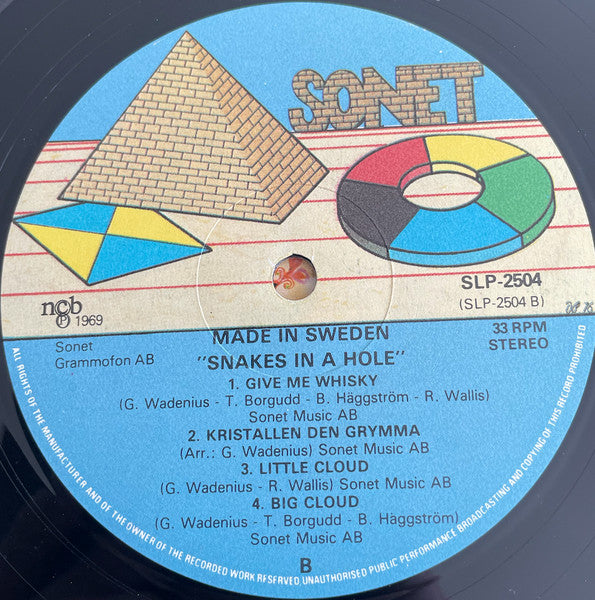 SONET
SLP-2504
(SLP-2504 B)
ncb
Ⓟ 1969
Sonet
Grammofon AB
MADE IN SWEDEN
33 RPM
STEREO
"SNAKES IN A HOLE"
1. GIVE ME WHISKY
(G. Wadenius - T. Borgudd - B. Häggström - R. Wallis)
Sonet Music AB
2. KRISTALLEN DEN GRYMMA
(Arr.: G. Wadenius) Sonet Music AB
3. LITTLE CLOUD
(G. Wadenius - R. Wallis) Sonet Music AB
4. BIG CLOUD
(G. Wadenius - T. Borgudd - B. Häggström)
Sonet Music AB
B
ALL RIGHTS OF THE MANUFACTURER AND OF THE OWNER OF THE RECORDED WORK RESERVED. UNAUTHORISED PUBLIC PERFORMANCE BROADCASTING AND COPYING OF THIS RECORD PROHIBITED